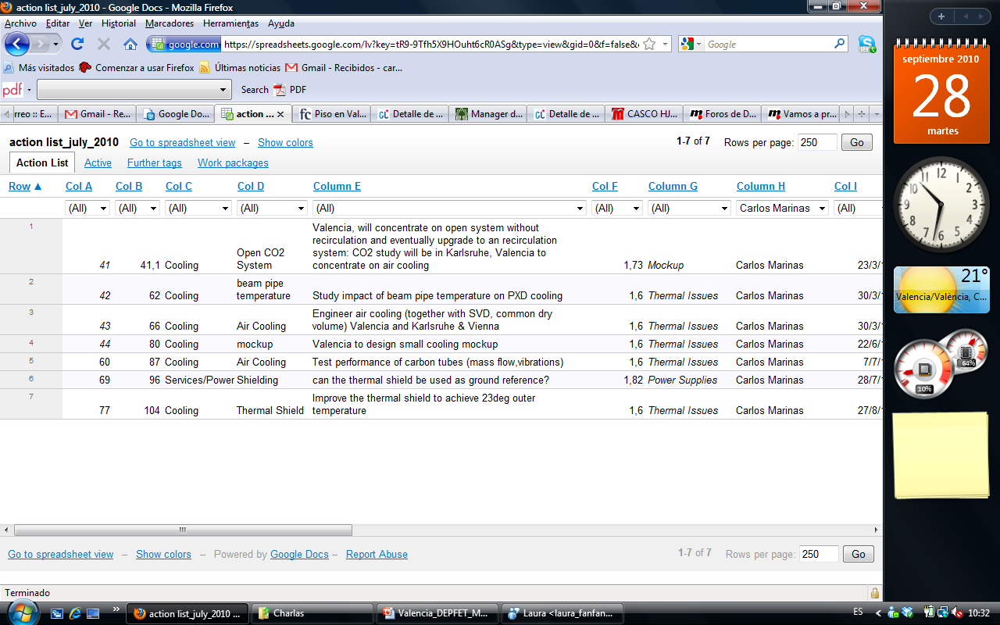 action list_july_2010 - Google Docs - Mozilla Firefox
Archivo Editar Ver Historial Marcadores Herramientas Ayuda
google.com https://spreadsheets.google.com/lv?key=tR9-9Tfh5X9HOuht6cR0ASg&type=view&gid=0&f=false& Google
Más visitados Comenzar a usar Firefox Últimas noticias Gmail - Recibidos - car...
pdf Search PDF
rreo :: E... Gmail - Re... Google Do... action ... Piso en Val... Detalle de ... Manager d... Detalle de ... CASCO HJ... Foros de D... Vamos a pr...
action list_july_2010 Go to spreadsheet view – Show colors 1-7 of 7 Rows per page: 250 Go
Action List Active Further tags Work packages
Row ▲ Col A Col B Col C Col D Column E Col F Column G Column H Col I
(All) (All) (All) (All) (All) (All) (All) Carlos Marinas (All)
1 Valencia, will concentrate on open system without
recirculation and eventually upgrade to an recirculation
Open CO2 system: CO2 study will be in Karlsruhe, Valencia to
41 41,1 Cooling System concentrate on air cooling 1,73 Mockup Carlos Marinas 23/3/
2 beam pipe
42 62 Cooling temperature Study impact of beam pipe temperature on PXD cooling 1,6 Thermal Issues Carlos Marinas 30/3/
3 Engineer air cooling (together with SVD, common dry
43 66 Cooling Air Cooling volume) Valencia and Karlsruhe & Vienna 1,6 Thermal Issues Carlos Marinas 30/3/
4 44 80 Cooling mockup Valencia to design small cooling mockup 1,6 Thermal Issues Carlos Marinas 22/6/
5 60 87 Cooling Air Cooling Test performance of carbon tubes (mass flow,vibrations) 1,6 Thermal Issues Carlos Marinas 7/7/
6 69 96 Services/Power Shielding can the thermal shield be used as ground reference? 1,82 Power Supplies Carlos Marinas 28/7/
7 Improve the thermal shield to achieve 23deg outer
77 104 Cooling Thermal Shield temperature 1,6 Thermal Issues Carlos Marinas 27/8/
Go to spreadsheet view – Show colors – Powered by Google Docs – Report Abuse 1-7 of 7 Rows per page: 250 Go
Terminado
action list_july_2010 ... Charlas Valencia_DEPFET_M... Laura <laura_fanfan... ES 10:32
septiembre 2010
28
martes
12 1 2 3 4 5 6 7 8 9 10 11
21°
Valencia/València, C...
64%
10%